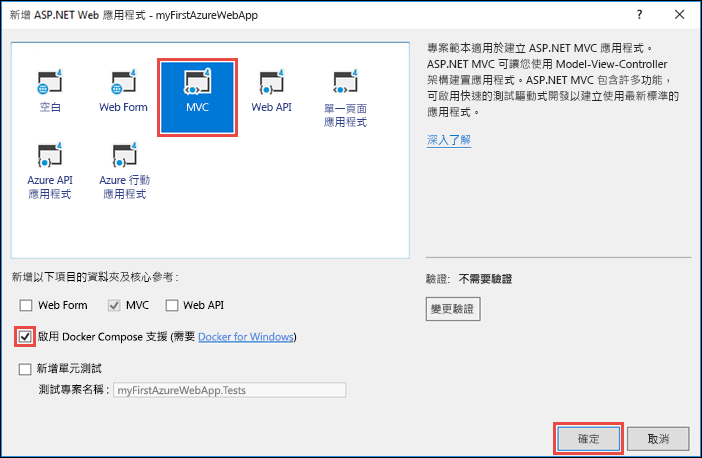 新增 ASP.NET Web 應用程式 - myFirstAzureWebApp
?
空白
Web Form
MVC
Web API
單一頁面
應用程式
Azure API
應用程式
Azure 行動
應用程式
專案範本適用於建立 ASP.NET MVC 應用程式。
ASP.NET MVC 可讓您使用 Model-View-Controller
架構建置應用程式。ASP.NET MVC 包含許多功能，
可啟用快速的測試驅動式開發以建立使用最新標準的
應用程式。
深入了解
新增以下項目的資料夾及核心參考：
Web Form
MVC
Web API
啟用 Docker Compose 支援 (需要 Docker for Windows)
新增單元測試
測試專案名稱：
myFirstAzureWebApp.Tests
驗證： 不需要驗證
變更驗證
確定
取消